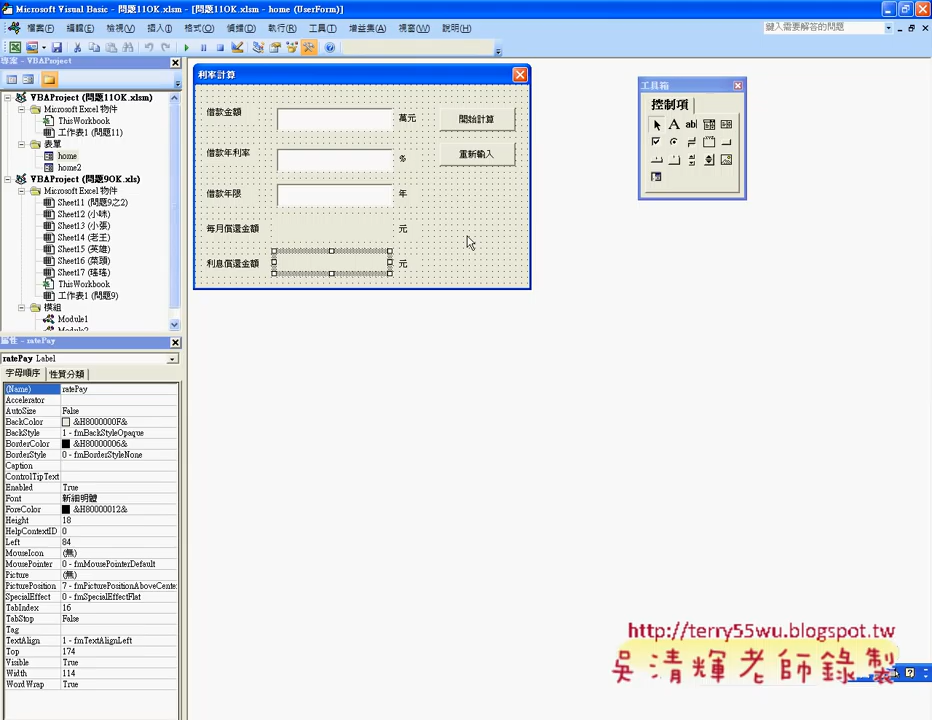 Microsoft Visual Basic - 問題11OK.xlsm - [問題11OK.xlsm - home (UserForm)]
檔案(F) 編輯(E) 檢視(V) 插入(I) 格式(O) 偵錯(D) 執行(R) 工具(T) 增益集(A) 視窗(W) 說明(H)
鍵入需要解答的問題
專案 - VBAProject
VBAProject (問題11OK.xlsm)
Microsoft Excel 物件
ThisWorkbook
工作表1 (問題11)
表單
home
home2
VBAProject (問題9OK.xls)
Microsoft Excel 物件
Sheet11 (問題9之2)
Sheet12 (小咪)
Sheet13 (小張)
Sheet14 (老王)
Sheet15 (英雄)
Sheet16 (菜頭)
Sheet17 (瑤瑤)
ThisWorkbook
工作表1 (問題9)
模組
Module1
Module2
屬性 - ratePay
ratePay Label
字母順序 性質分類
(Name) ratePay
Accelerator
AutoSize False
BackColor &H8000000F&
BackStyle 1 - fmBackStyleOpaque
BorderColor &H80000006&
BorderStyle 0 - fmBorderStyleNone
Caption
ControlTipText
Enabled True
Font 新細明體
ForeColor &H80000012&
Height 18
HelpContextID 0
Left 84
MouseIcon (無)
MousePointer 0 - fmMousePointerDefault
Picture (無)
PicturePosition 7 - fmPicturePositionAboveCente
SpecialEffect 0 - fmSpecialEffectFlat
TabIndex 16
TabStop False
Tag
TextAlign 1 - fmTextAlignLeft
Top 174
Visible True
Width 114
WordWrap True
利率計算
借款金額 萬元 開始計算
借款年利率 % 重新輸入
借款年限 年
每月償還金額 元
利息償還金額 元
工具箱
控制項
http://terry55wu.blogspot.tw
吳清輝老師錄製